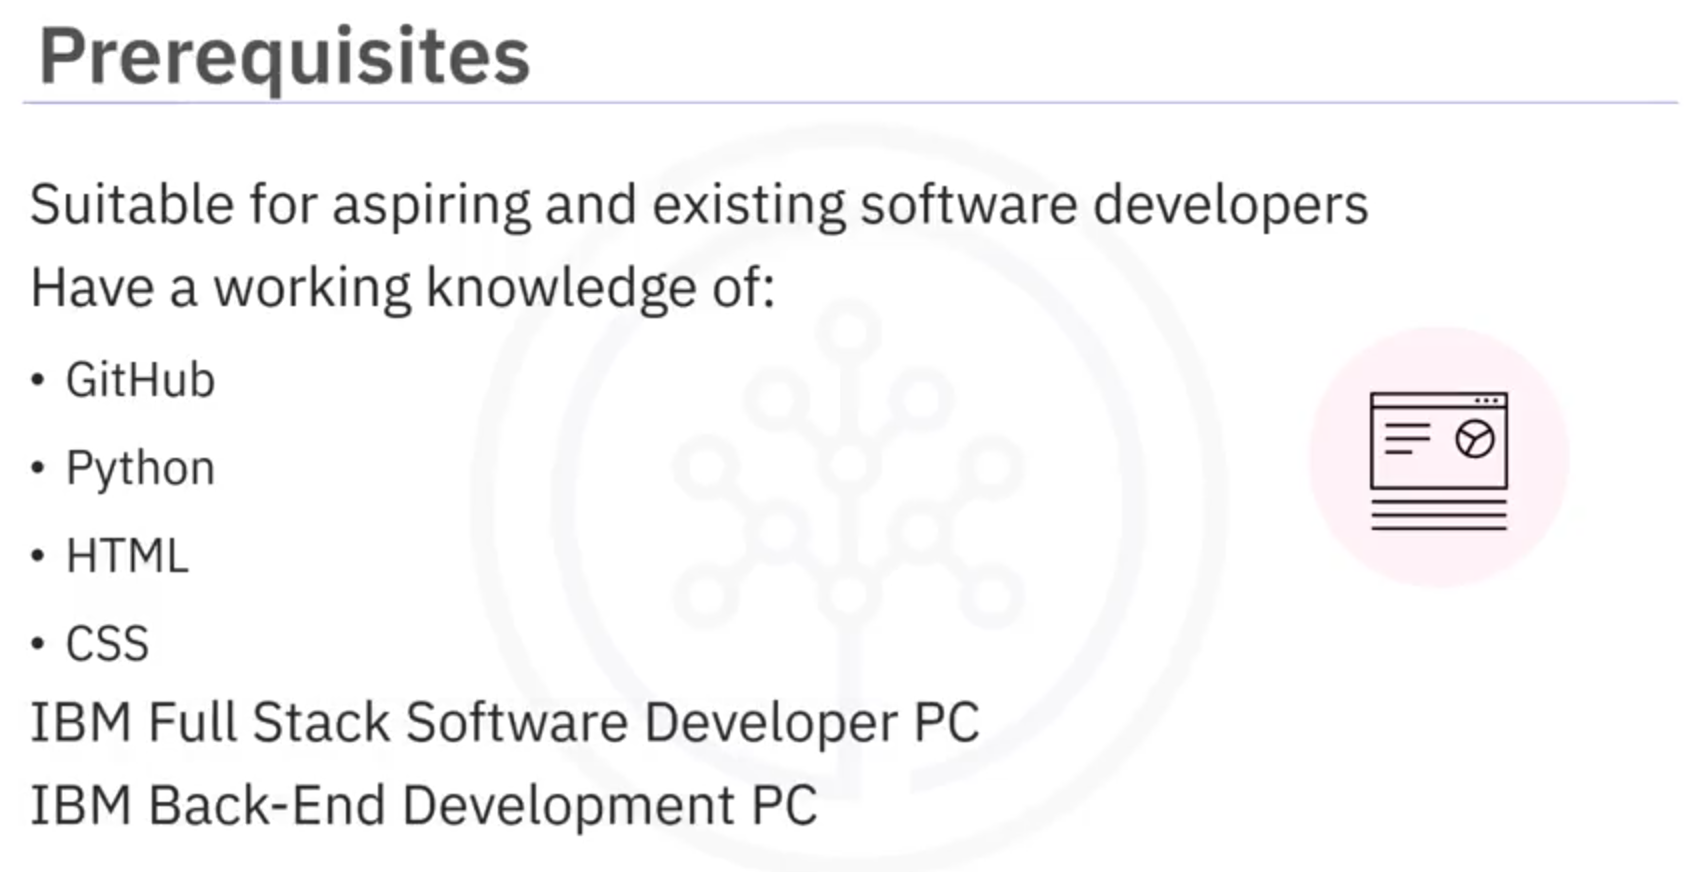 Prerequisites
Suitable for aspiring and existing software developers
Have a working knowledge of:
• GitHub
• Python
• HTML
• CSS
IBM Full Stack Software Developer PC
IBM Back-End Development PC